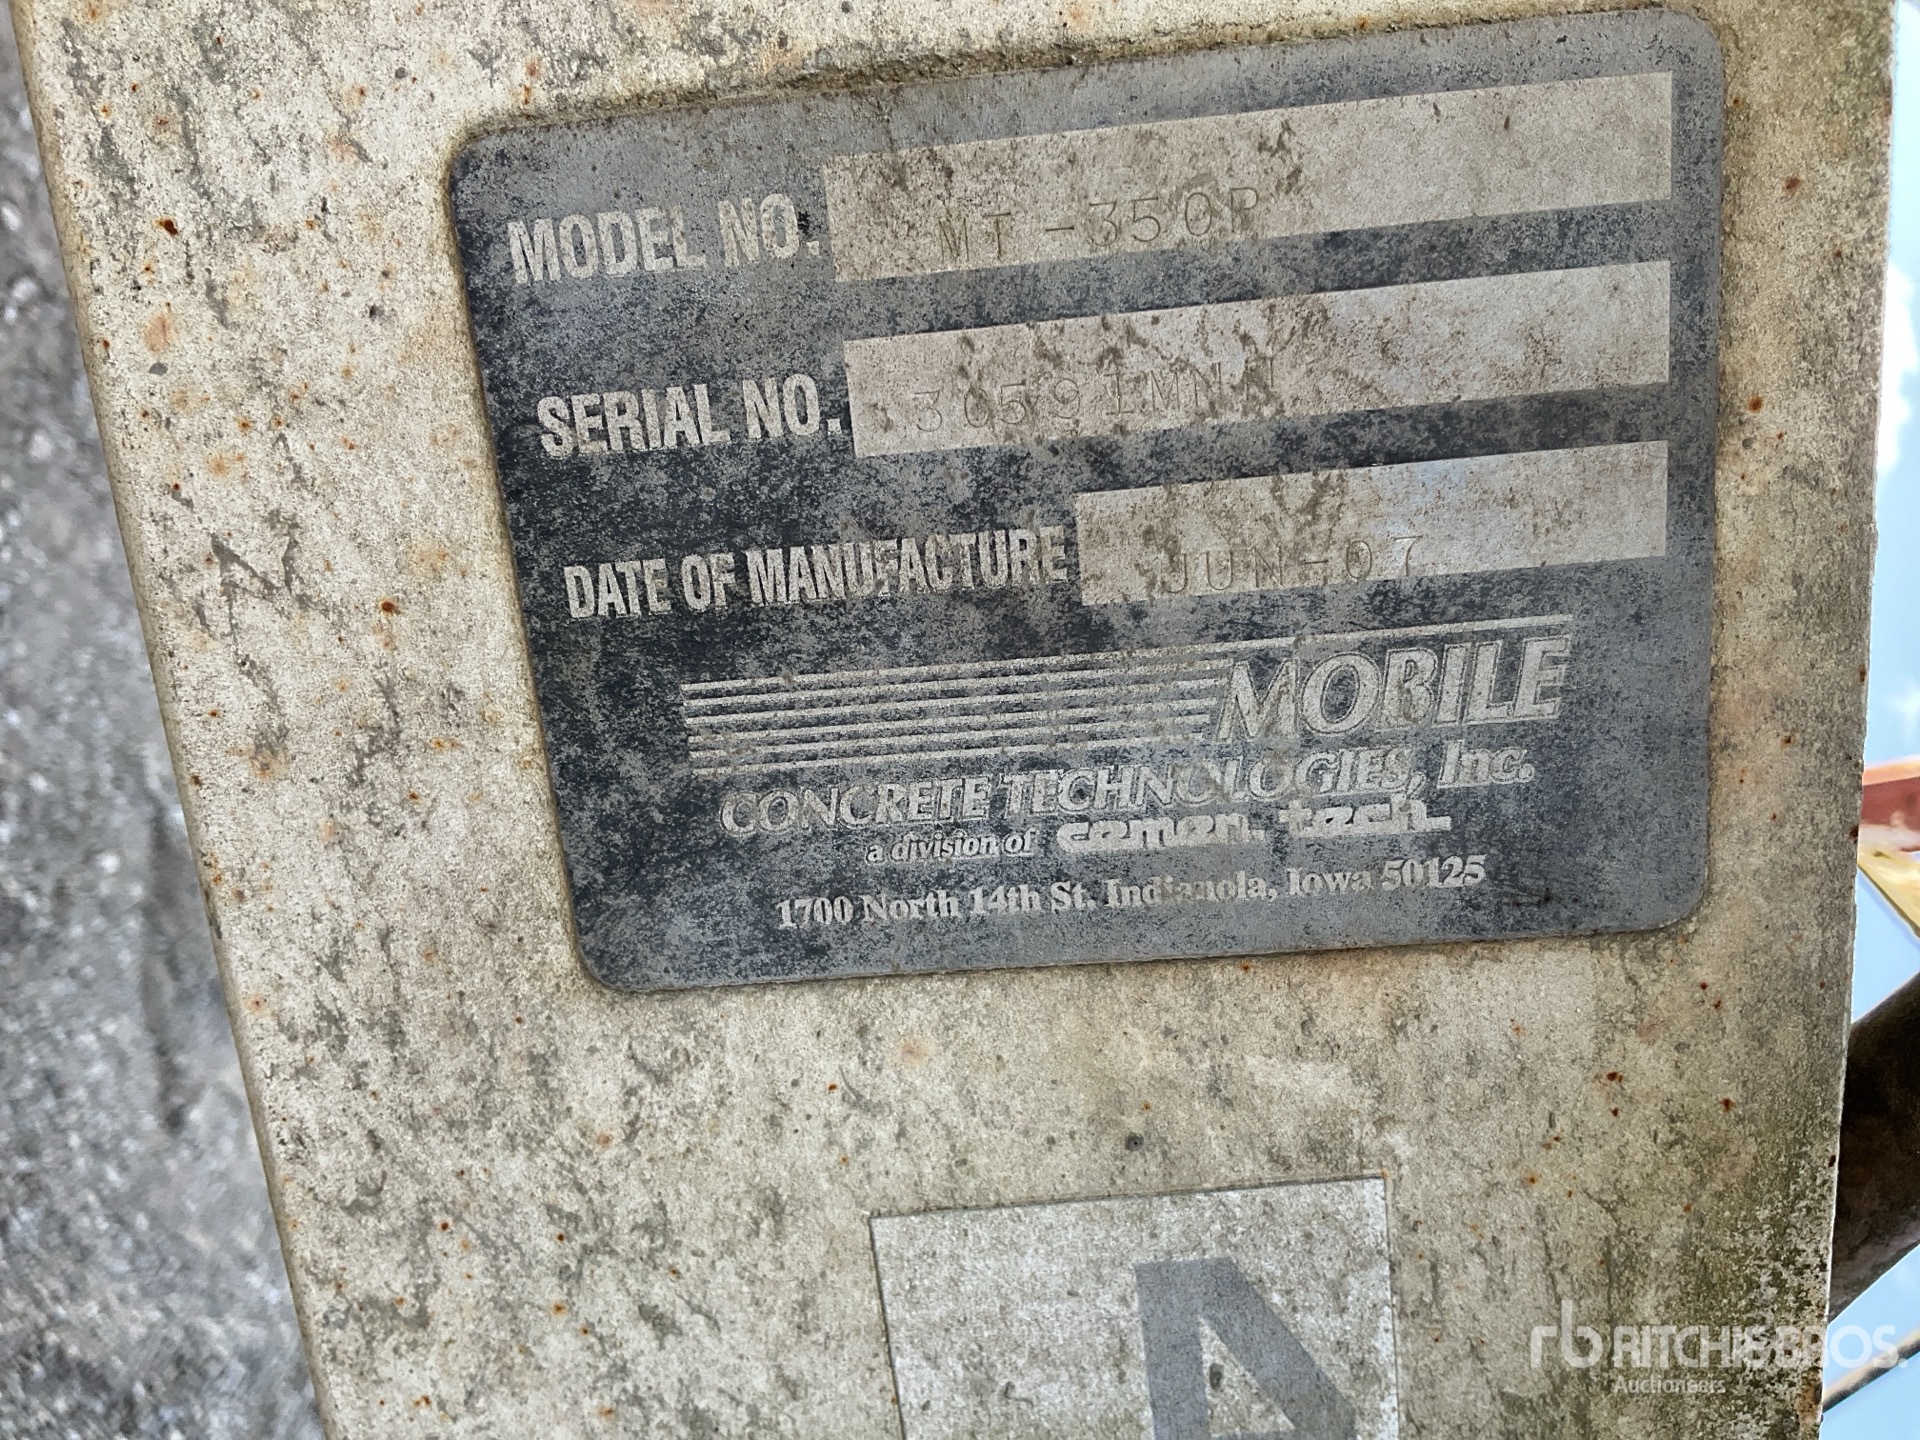 MODEL NO. MT-350P
SERIAL NO.
DATE OF MANUFACTURE JUN-07
MOBILE
CONCRETE TECHNOLOGIES, Inc.
a division of cemen tech
1700 North 14th St. Indianola, Iowa 50125
rb RITCHIE BROS.
Auctioneers